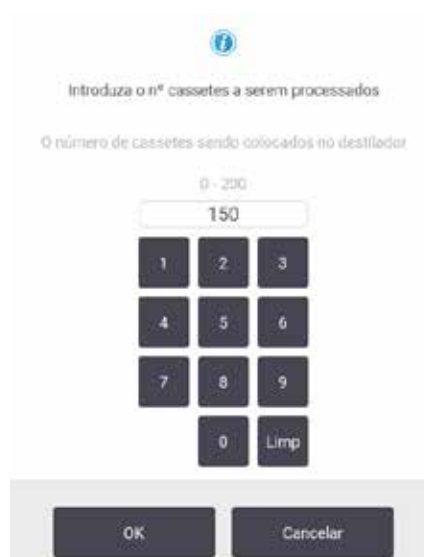 Introduza o nº cassetes a serem processados
O número de cassetes sendo colocados no destilador
0 - 200
150
1 2 3
4 5 6
7 8 9
0 Limp
OK Cancelar